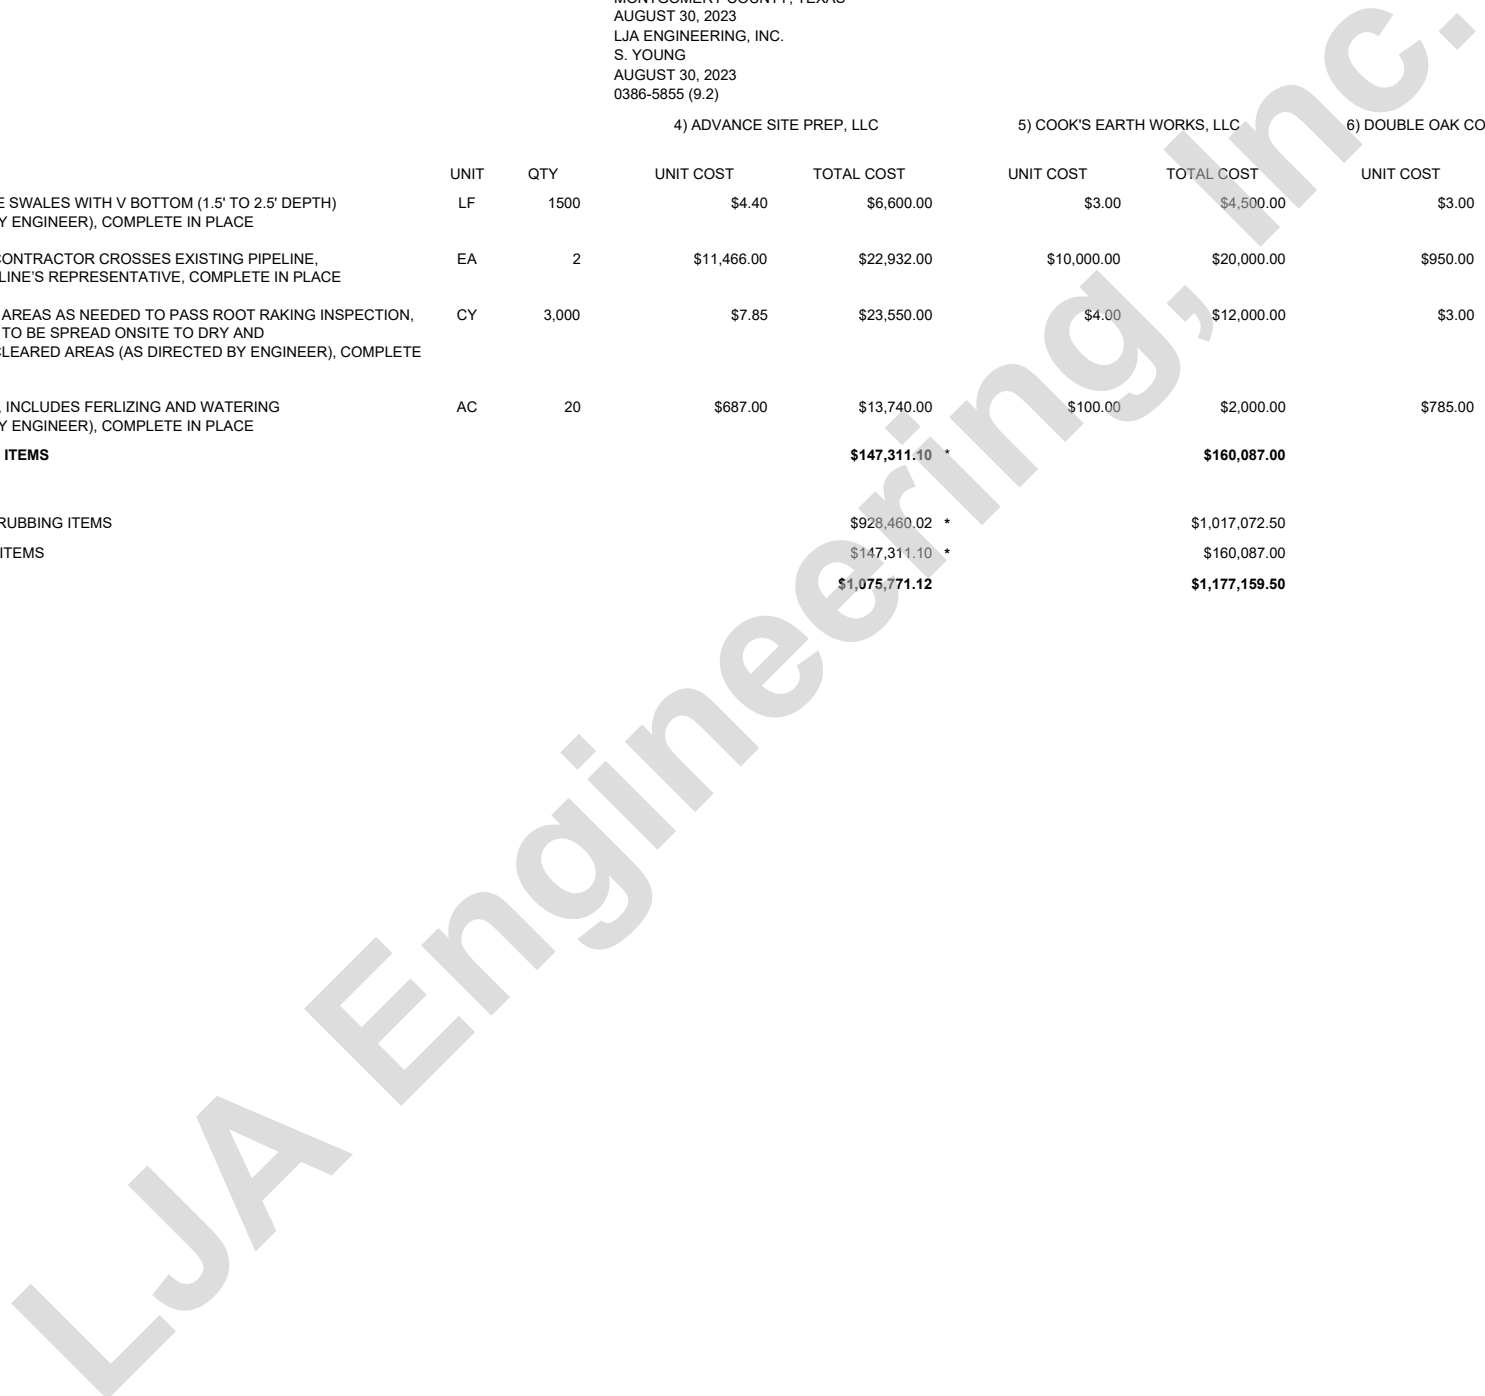 AUGUST 30, 2023
LJA ENGINEERING, INC.
S. YOUNG
AUGUST 30, 2023
0386-5855 (9.2)
4) ADVANCE SITE PREP, LLC 5) COOK'S EARTH WORKS, LLC 6) DOUBLE OAK CO
UNIT QTY UNIT COST TOTAL COST UNIT COST TOTAL COST UNIT COST
E SWALES WITH V BOTTOM (1.5' TO 2.5' DEPTH) LF 1500 $4.40 $6,600.00 $3.00 $4,500.00 $3.00
Y ENGINEER), COMPLETE IN PLACE
CONTRACTOR CROSSES EXISTING PIPELINE, EA 2 $11,466.00 $22,932.00 $10,000.00 $20,000.00 $950.00
LINE'S REPRESENTATIVE, COMPLETE IN PLACE
AREAS AS NEEDED TO PASS ROOT RAKING INSPECTION, CY 3,000 $7.85 $23,550.00 $4.00 $12,000.00 $3.00
TO BE SPREAD ONSITE TO DRY AND
CLEARED AREAS (AS DIRECTED BY ENGINEER), COMPLETE
, INCLUDES FERLIZING AND WATERING AC 20 $687.00 $13,740.00 $100.00 $2,000.00 $785.00
Y ENGINEER), COMPLETE IN PLACE
ITEMS $147,311.10 * $160,087.00
RUBBING ITEMS $928,460.02 * $1,017,072.50
ITEMS $147,311.10 * $160,087.00
$1,075,771.12 $1,177,159.50
LJA Engineering, Inc.